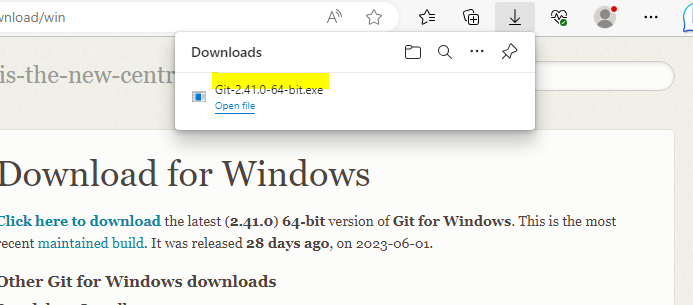 wnload/win
Downloads
is-the-new-centr
Git-2.41.0-64-bit.exe
Open file
Download for Windows
Click here to download the latest (2.41.0) 64-bit version of Git for Windows. This is the most
recent maintained build. It was released 28 days ago, on 2023-06-01.
Other Git for Windows downloads